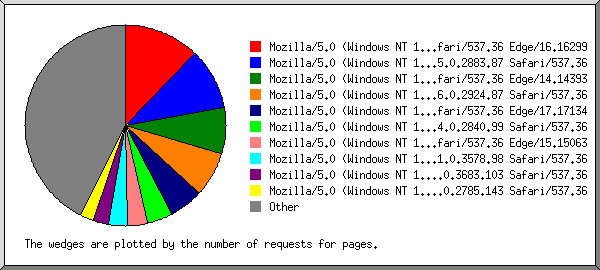 Mozilla/5.0 (Windows NT 1...fari/537.36 Edge/16.16299
Mozilla/5.0 (Windows NT 1...5.0.2883.87 Safari/537.36
Mozilla/5.0 (Windows NT 1...fari/537.36 Edge/14.14393
Mozilla/5.0 (Windows NT 1...6.0.2924.87 Safari/537.36
Mozilla/5.0 (Windows NT 1...fari/537.36 Edge/17.17134
Mozilla/5.0 (Windows NT 1...4.0.2840.99 Safari/537.36
Mozilla/5.0 (Windows NT 1...fari/537.36 Edge/15.15063
Mozilla/5.0 (Windows NT 1...1.0.3578.98 Safari/537.36
Mozilla/5.0 (Windows NT 1....0.3683.103 Safari/537.36
Mozilla/5.0 (Windows NT 1....0.2785.143 Safari/537.36
Other
The wedges are plotted by the number of requests for pages.